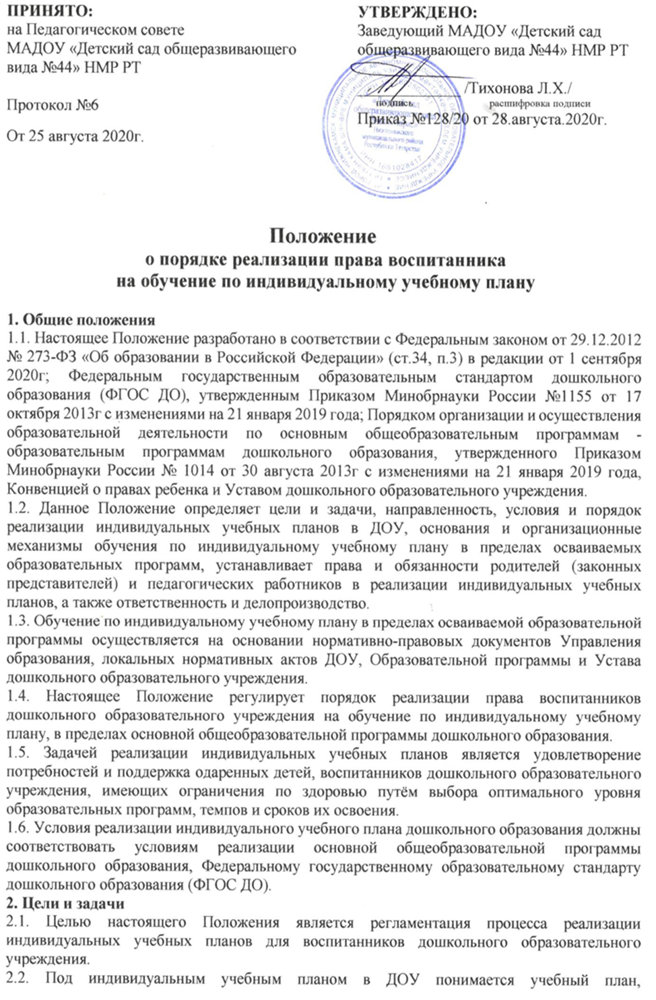 ПРИНЯТО:
на Педагогическом совете
МАДОУ «Детский сад общеразвивающего
вида №44» НМР РТ
Протокол №6
От 25 августа 2020г.
УТВЕРЖДЕНО:
Заведующий МАДОУ «Детский сад
общеразвивающего вида №44» НМР РТ
/Тихонова Л.Х./
подпись расшифровка подписи
Приказ №128/20 от 28.августа.2020г.
ИНН 1651028417
Положение
о порядке реализации права воспитанника
на обучение по индивидуальному учебному плану
1. Общие положения
1.1. Настоящее Положение разработано в соответствии с Федеральным законом от 29.12.2012
№ 273-ФЗ «Об образовании в Российской Федерации» (ст.34, п.3) в редакции от 1 сентября
2020г; Федеральным государственным образовательным стандартом дошкольного
образования (ФГОС ДО), утвержденным Приказом Минобрнауки России №1155 от 17
октября 2013г с изменениями на 21 января 2019 года; Порядком организации и осуществления
образовательной деятельности по основным общеобразовательным программам -
образовательным программам дошкольного образования, утвержденного Приказом
Минобрнауки России № 1014 от 30 августа 2013г с изменениями на 21 января 2019 года,
Конвенцией о правах ребенка и Уставом дошкольного образовательного учреждения.
1.2. Данное Положение определяет цели и задачи, направленность, условия и порядок
реализации индивидуальных учебных планов в ДОУ, основания и организационные
механизмы обучения по индивидуальному учебному плану в пределах осваиваемых
образовательных программ, устанавливает права и обязанности родителей (законных
представителей) и педагогических работников в реализации индивидуальных учебных
планов, а также ответственность и делопроизводство.
1.3. Обучение по индивидуальному учебному плану в пределах осваиваемой образовательной
программы осуществляется на основании нормативно-правовых документов Управления
образования, локальных нормативных актов ДОУ, Образовательной программы и Устава
дошкольного образовательного учреждения.
1.4. Настоящее Положение регулирует порядок реализации права воспитанников
дошкольного образовательного учреждения на обучение по индивидуальному учебному
плану, в пределах основной общеобразовательной программы дошкольного образования.
1.5. Задачей реализации индивидуальных учебных планов является удовлетворение
потребностей и поддержка одаренных детей, воспитанников дошкольного образовательного
учреждения, имеющих ограничения по здоровью путём выбора оптимального уровня
образовательных программ, темпов и сроков их освоения.
1.6. Условия реализации индивидуального учебного плана дошкольного образования должны
соответствовать условиям реализации основной общеобразовательной программы
дошкольного образования, Федеральному государственному образовательному стандарту
дошкольного образования (ФГОС ДО).
2. Цели и задачи
2.1. Целью настоящего Положения является регламентация процесса реализации
индивидуальных учебных планов для воспитанников дошкольного образовательного
учреждения.
2.2. Под индивидуальным учебным планом в ДОУ понимается учебный план,